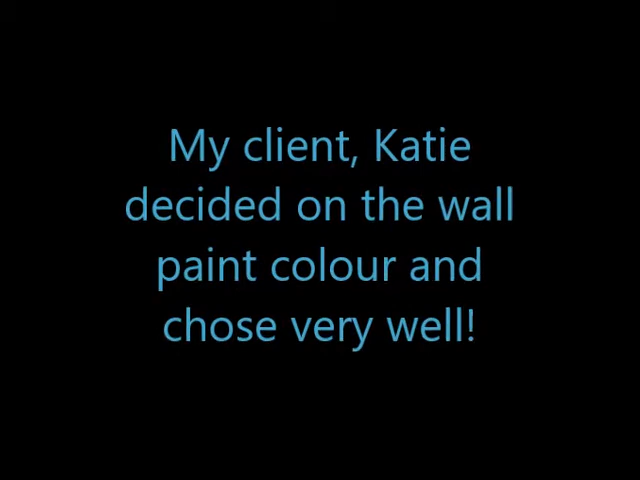 My client, Katie
decided on the wall
paint colour and
chose very well!